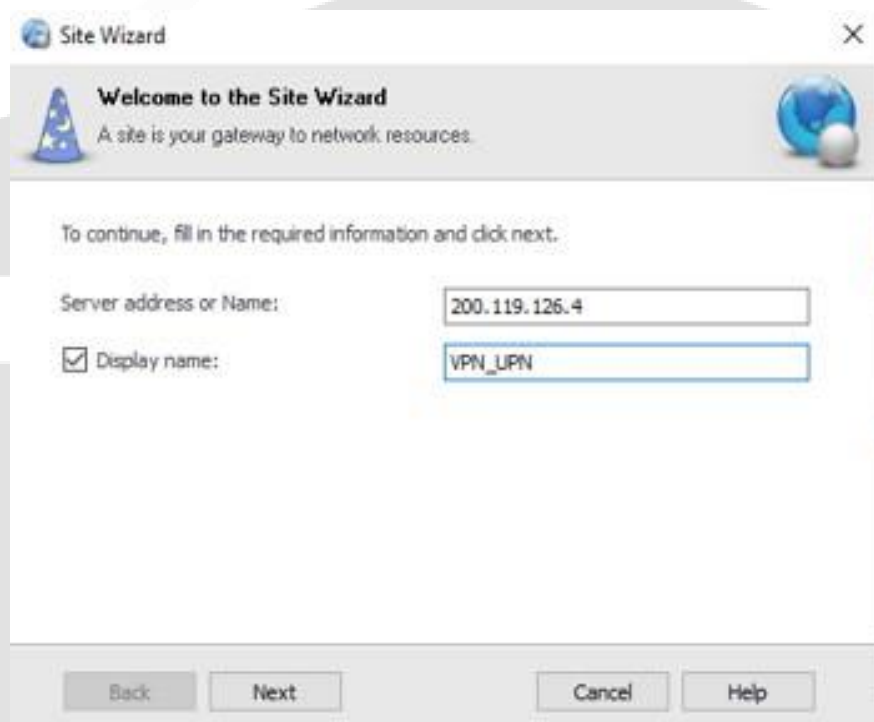 Site Wizard
Welcome to the Site Wizard
A site is your gateway to network resources.
To continue, fill in the required information and click next.
Server address or Name:
200.119.126.4
Display name:
VPN_UPN
Back
Next
Cancel
Help